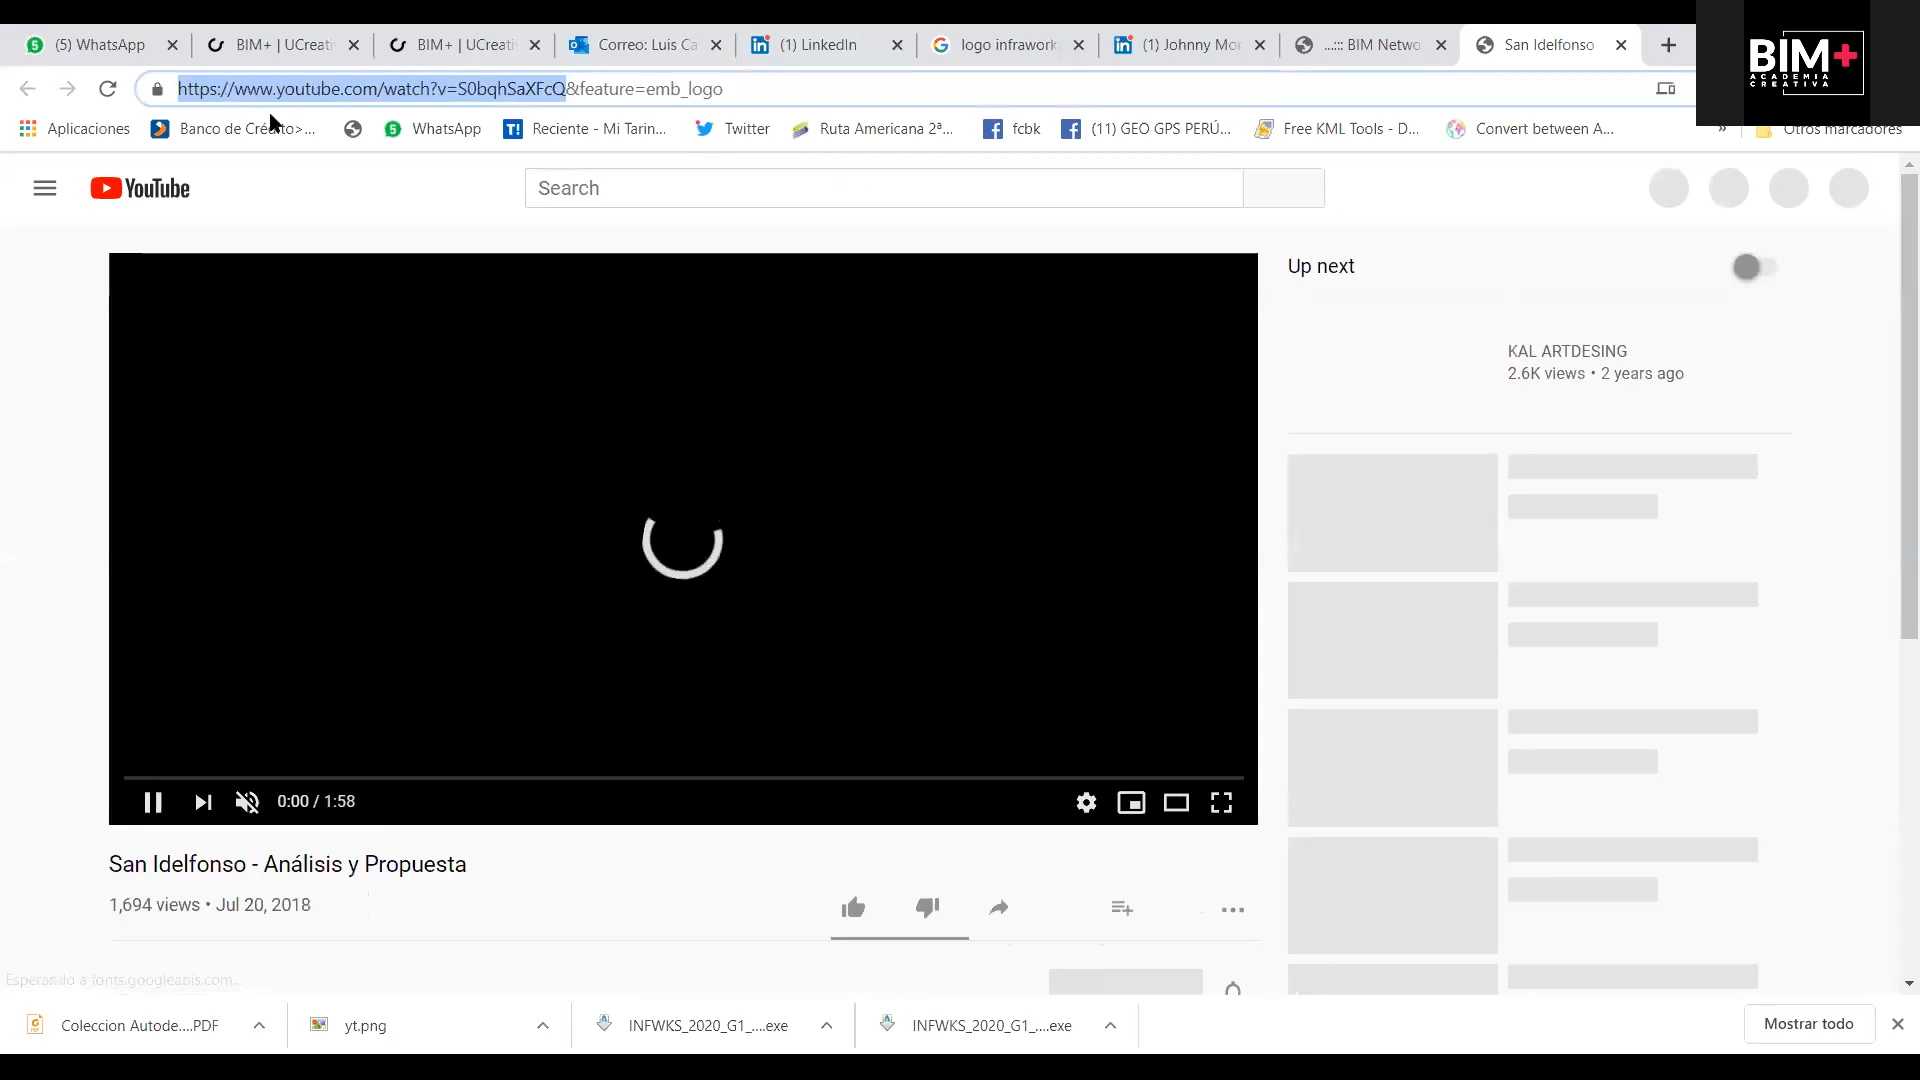 (5) WhatsApp
BIM+ | UCreati
BIM+ | UCreativ
Correo: Luis Ca
(1) LinkedIn
logo infrawork
(1) Johnny Mor
...::: BIM Netwo
San Idelfonso
BIM+
ACADEMIA
CREATIVA
https://www.youtube.com/watch?v=S0bqhSaXFcQ&feature=emb_logo
Aplicaciones
Banco de Crédito>...
WhatsApp
Reciente - Mi Tarin...
Twitter
Ruta Americana 2ª...
fcbk
(11) GEO GPS PERÚ...
Free KML Tools - D...
Convert between A...
»
Otros marcadores
YouTube
Search
Up next
KAL ARTDESING
2.6K views • 2 years ago
0:00 / 1:58
San Idelfonso - Análisis y Propuesta
1,694 views • Jul 20, 2018
Esperando a fonts.googleapis.com...
Coleccion Autode....PDF
yt.png
INFWKS_2020_G1_....exe
INFWKS_2020_G1_....exe
Mostrar todo